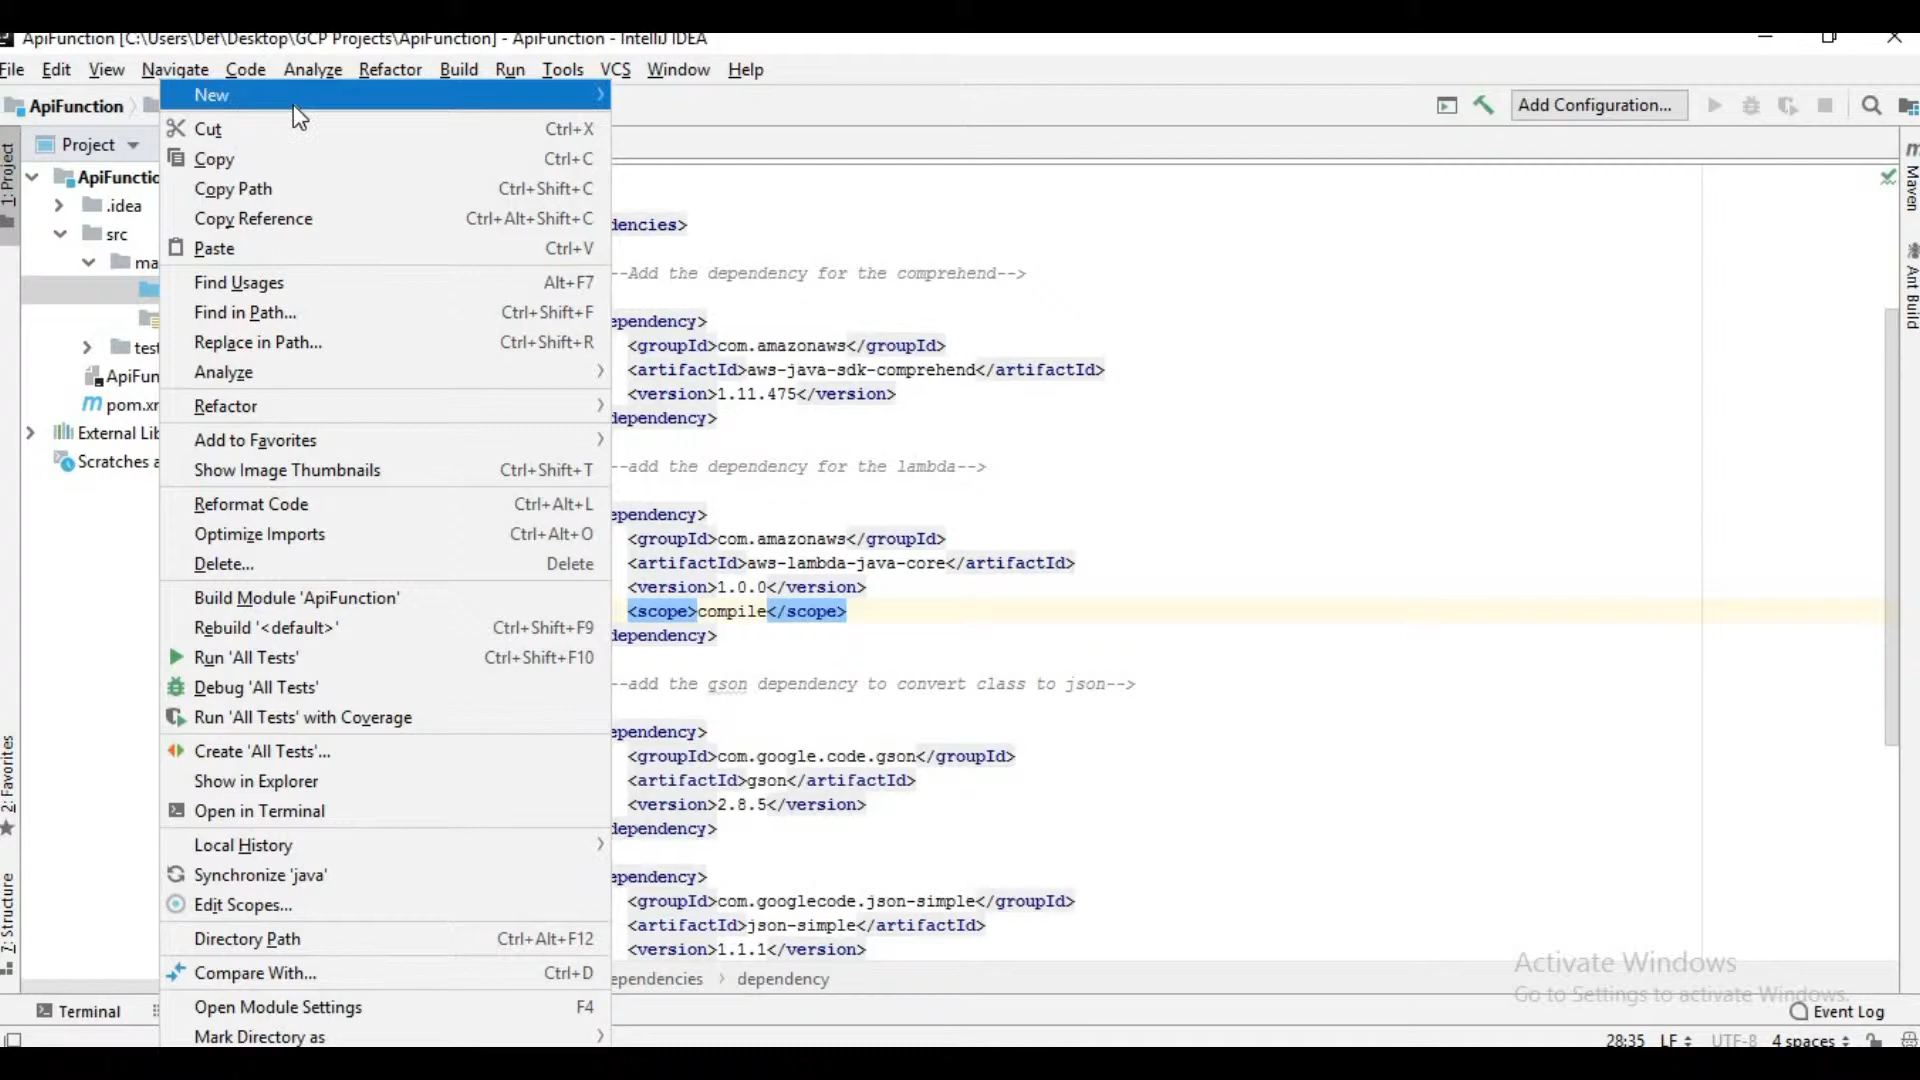 ApiFunction [C:\Users\Def\Desktop\GCP Projects\ApiFunction] - ApiFunction - IntelliJ IDEA
File Edit View Navigate Code Analyze Refactor Build Run Tools VCS Window Help
ApiFunction
Add Configuration...
Project
1: Project
Maven
Ant Build
2: Favorites
7: Structure
ApiFunctio
.idea
src
ma
test
ApiFun
pom.xr
External Lib
Scratches a
New
Cut Ctrl+X
Copy Ctrl+C
Copy Path Ctrl+Shift+C
Copy Reference Ctrl+Alt+Shift+C
Paste Ctrl+V
Find Usages Alt+F7
Find in Path... Ctrl+Shift+F
Replace in Path... Ctrl+Shift+R
Analyze
Refactor
Add to Favorites
Show Image Thumbnails Ctrl+Shift+T
Reformat Code Ctrl+Alt+L
Optimize Imports Ctrl+Alt+O
Delete... Delete
Build Module 'ApiFunction'
Rebuild '<default>' Ctrl+Shift+F9
Run 'All Tests' Ctrl+Shift+F10
Debug 'All Tests'
Run 'All Tests' with Coverage
Create 'All Tests'...
Show in Explorer
Open in Terminal
Local History
Synchronize 'java'
Edit Scopes...
Directory Path Ctrl+Alt+F12
Compare With... Ctrl+D
Open Module Settings F4
Mark Directory as
dencies>
--Add the dependency for the comprehend-->
ependency>
<groupId>com.amazonaws</groupId>
<artifactId>aws-java-sdk-comprehend</artifactId>
<version>1.11.475</version>
dependency>
--add the dependency for the lambda-->
ependency>
<groupId>com.amazonaws</groupId>
<artifactId>aws-lambda-java-core</artifactId>
<version>1.0.0</version>
<scope>compile</scope>
dependency>
--add the gson dependency to convert class to json-->
ependency>
<groupId>com.google.code.gson</groupId>
<artifactId>gson</artifactId>
<version>2.8.5</version>
dependency>
ependency>
<groupId>com.googlecode.json-simple</groupId>
<artifactId>json-simple</artifactId>
<version>1.1.1</version>
ependencies > dependency
Activate Windows
Go to Settings to activate Windows.
Terminal
Event Log
28:35 LF UTF-8 4 spaces